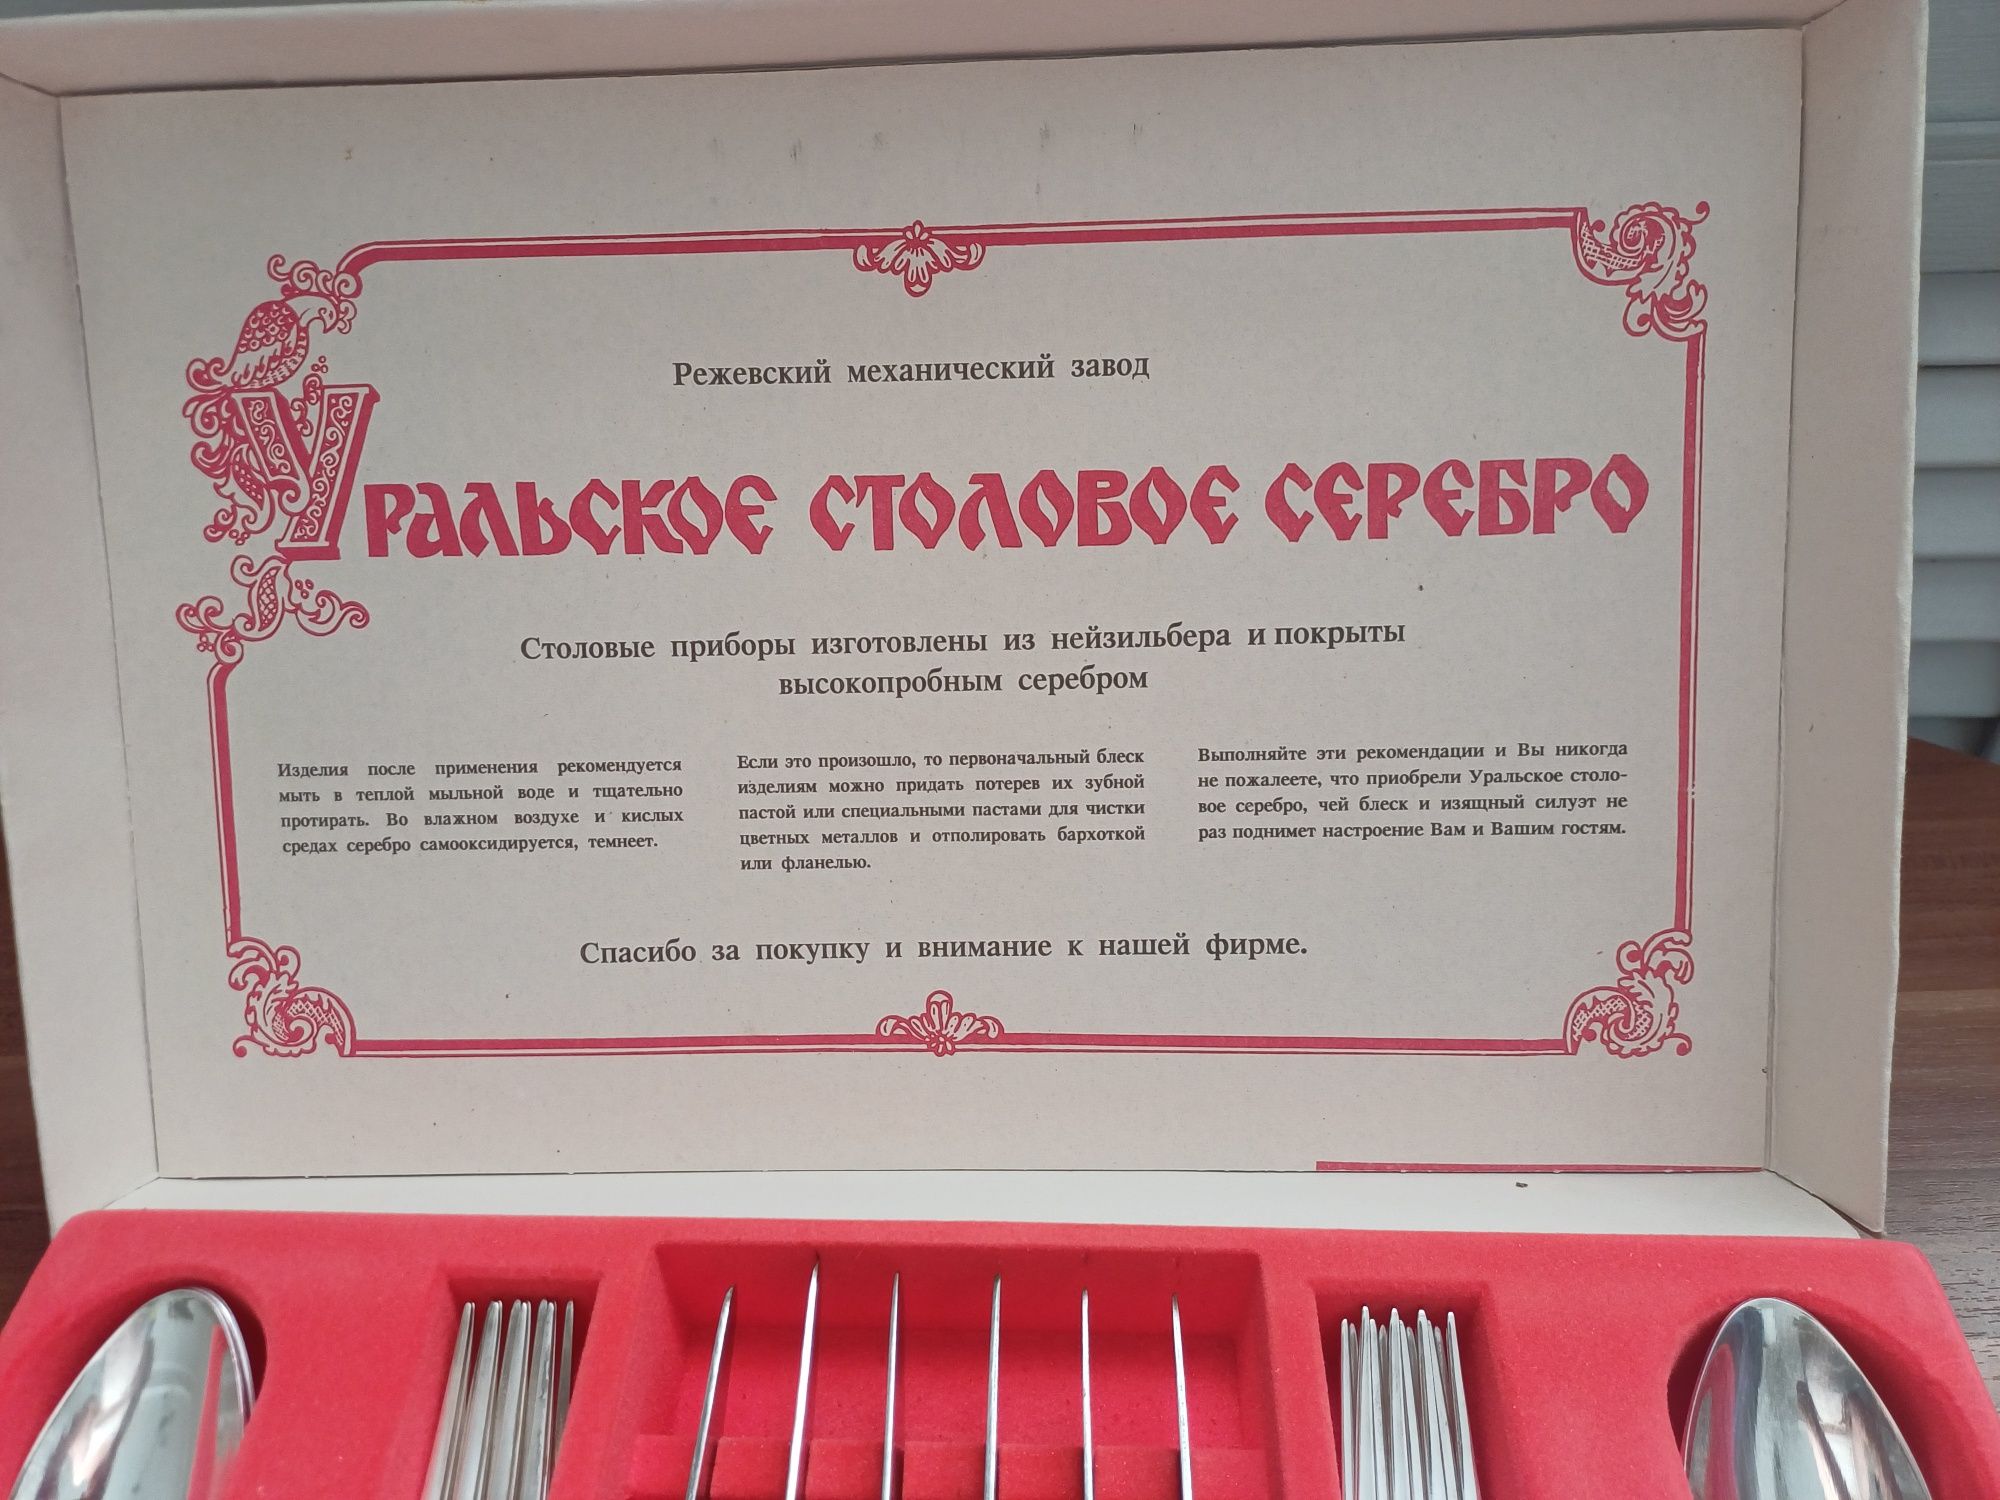 Режевский механический завод
Уральское столовое серебро
Столовые приборы изготовлены из нейзильбера и покрыты
высокопробным серебром
Изделия после применения рекомендуется
мыть в теплой мыльной воде и тщательно
протирать. Во влажном воздухе и кислых
средах серебро самооксидируется, темнеет.
Если это произошло, то первоначальный блеск
изделиям можно придать потерев их зубной
пастой или специальными пастами для чистки
цветных металлов и отполировать бархоткой
или фланелью.
Выполняйте эти рекомендации и Вы никогда
не пожалеете, что приобрели Уральское столо-
вое серебро, чей блеск и изящный силуэт не
раз поднимет настроение Вам и Вашим гостям.
Спасибо за покупку и внимание к нашей фирме.